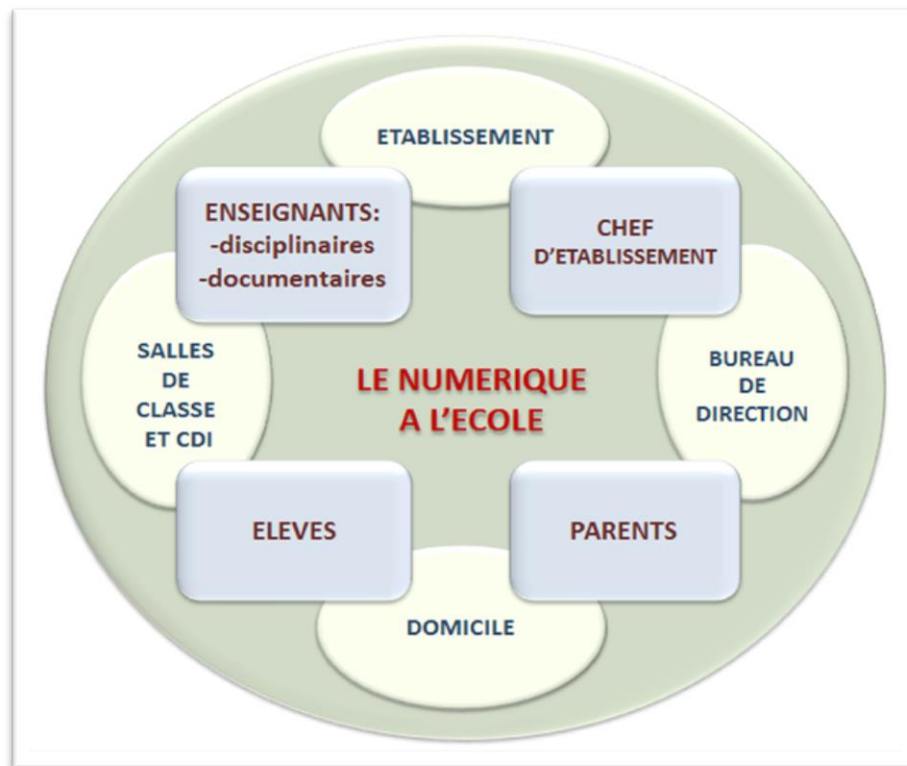 ETABLISSEMENT
ENSEIGNANTS:
-disciplinaires
-documentaires
CHEF
D'ETABLISSEMENT
SALLES
DE
CLASSE
ET CDI
LE NUMERIQUE
A L'ECOLE
BUREAU
DE
DIRECTION
ELEVES
PARENTS
DOMICILE